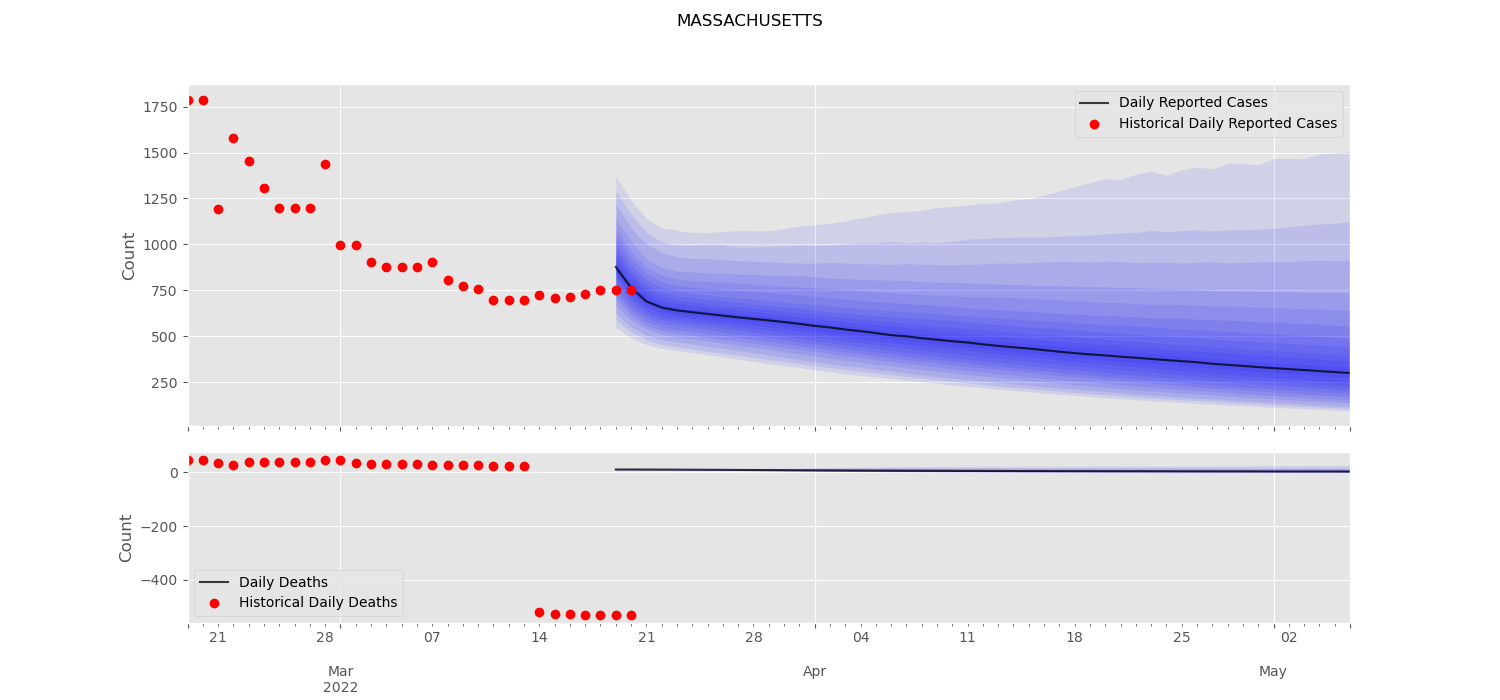 MASSACHUSETTS
Count
1750
1500
1250
1000
750
500
250
Daily Reported Cases
Historical Daily Reported Cases
Count
0
−200
−400
Daily Deaths
Historical Daily Deaths
21 28 07 14 21 28 04 11 18 25 02
Mar Apr May
2022